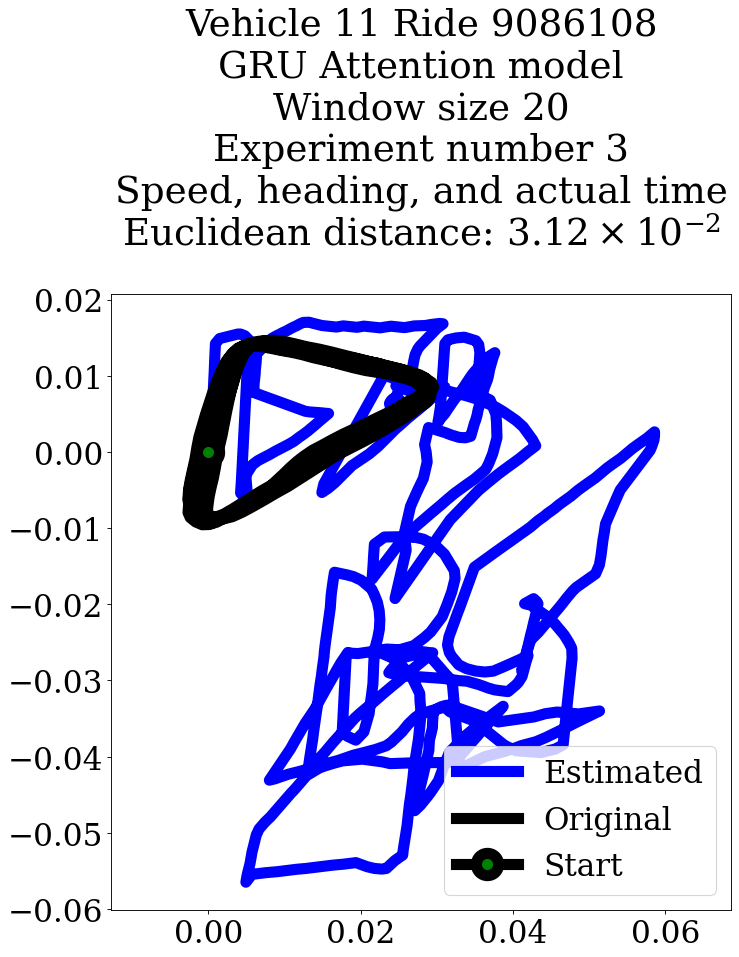 Vehicle 11 Ride 9086108
GRU Attention model
Window size 20
Experiment number 3
Speed, heading, and actual time
Euclidean distance: 3.12 × 10⁻²
0.02
0.01
0.00
−0.01
−0.02
−0.03
−0.04
−0.05
−0.06
Estimated
Original
Start
0.00 0.02 0.04 0.06